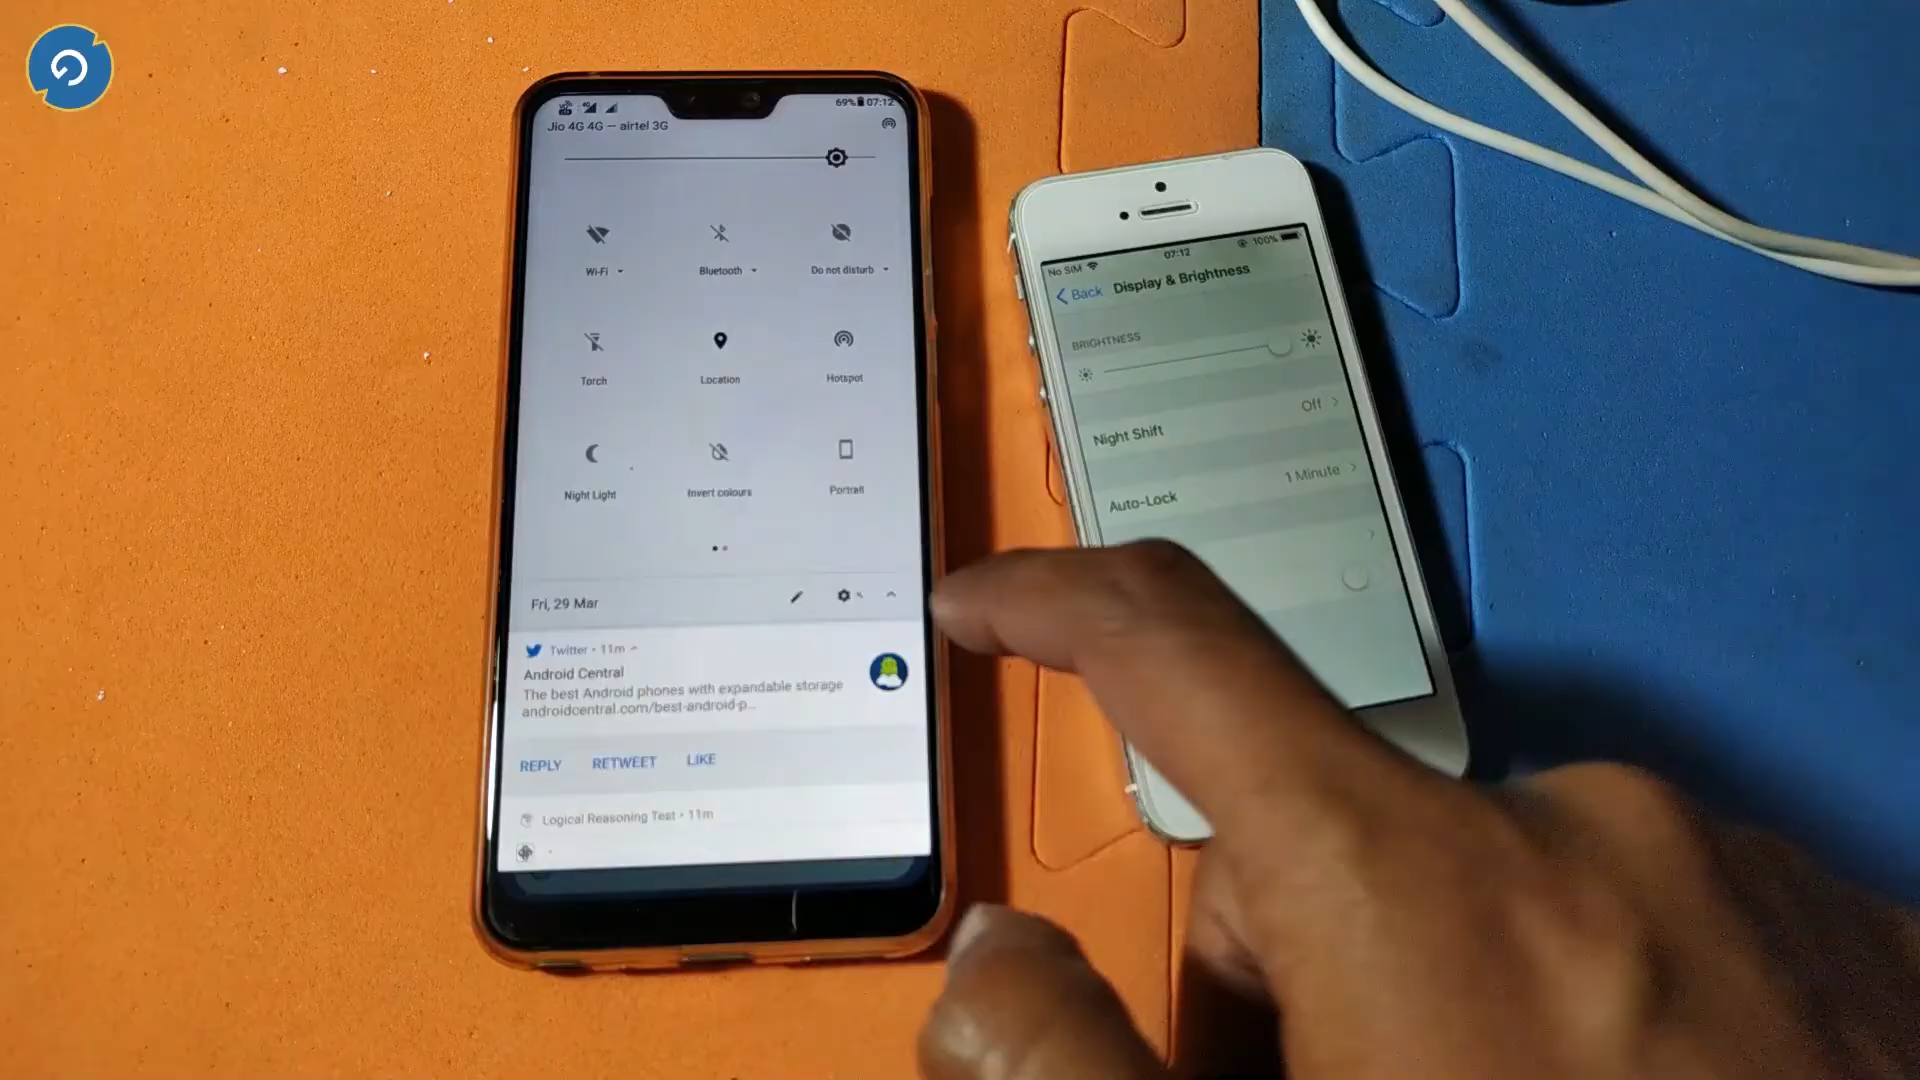 69% 07:12
Jio 4G 4G — airtel 3G
Wi-Fi
Bluetooth
Do not disturb
Torch
Location
Hotspot
Night Light
Invert colours
Portrait
Fri, 29 Mar
Twitter • 11m
Android Central
The best Android phones with expandable storage
androidcentral.com/best-android-p...
REPLY RETWEET LIKE
Logical Reasoning Test • 11m
No SIM 07:12 100%
Back Display & Brightness
BRIGHTNESS
Night Shift Off
Auto-Lock 1 Minute